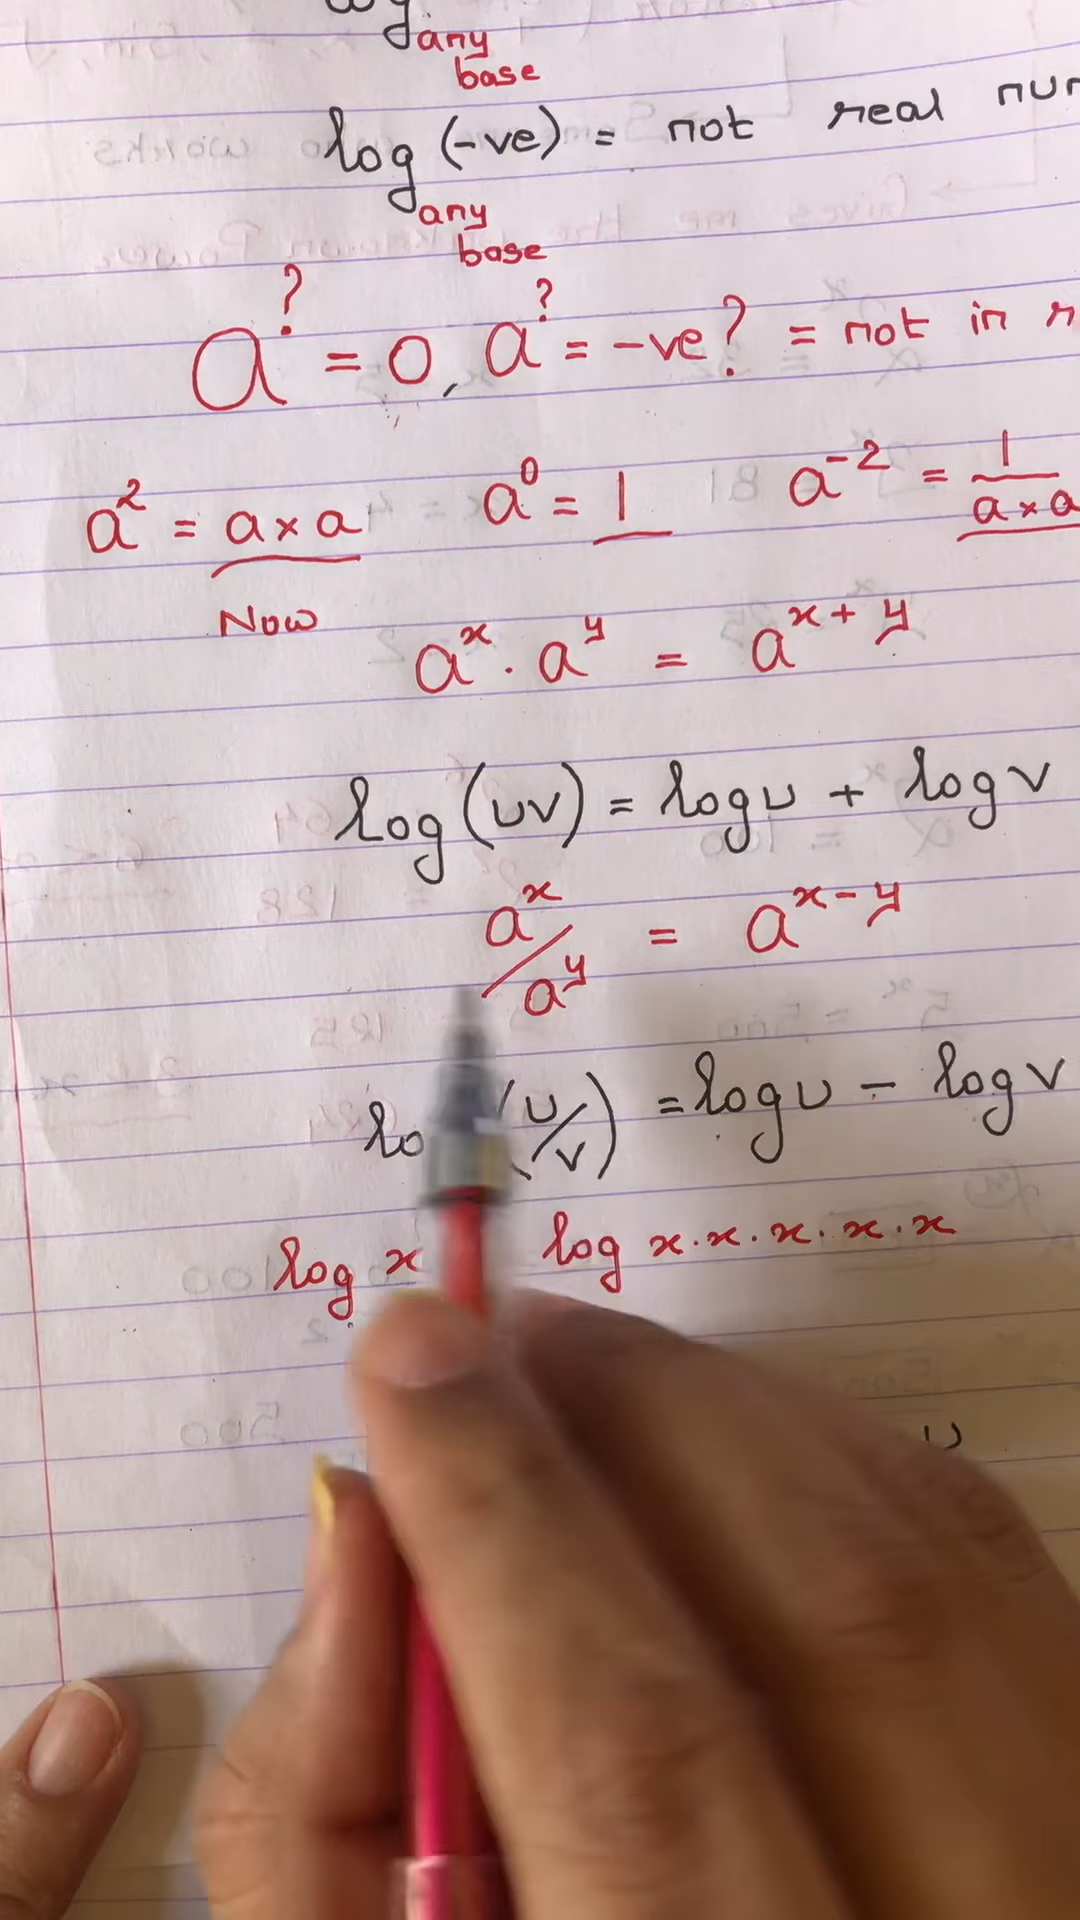 any
base
log (-ve) = not real
any
base
a^? = 0, a^? = -ve? = not in
a^2 = a × a a^0 = 1 a^-2 = 1/a × a
Now
a^x . a^y = a^x + y
log (uv) = log u + log v
a^x/a^y = a^x - y
(u/v) = log u - log v
log x log x . x . x . x . x